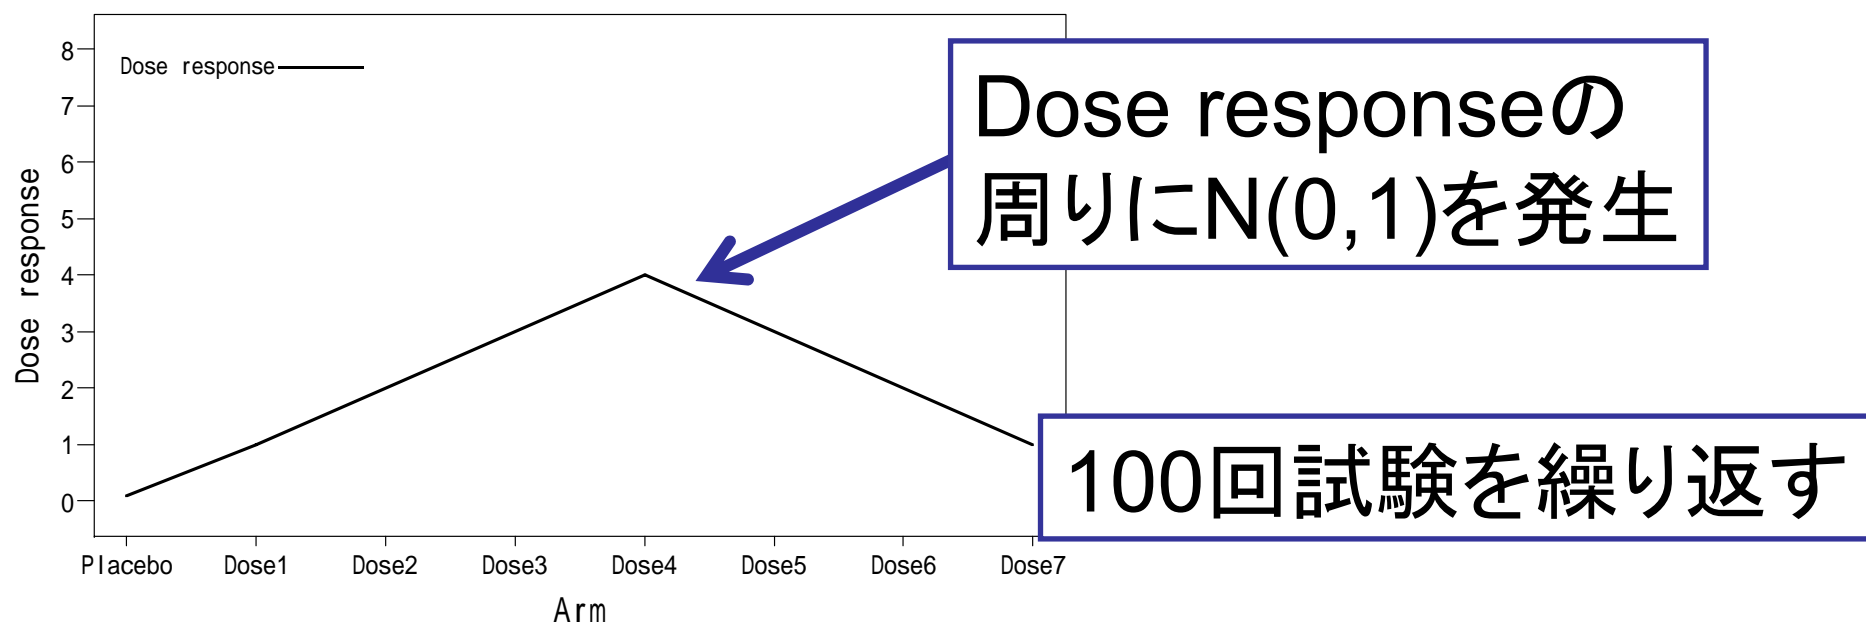 8
7
6
5
4
3
2
1
0
Dose response
Dose response
Placebo Dose1 Dose2 Dose3 Dose4 Dose5 Dose6 Dose7
Arm
Dose responseの
周りにN(0,1)を発生
100回試験を繰り返す